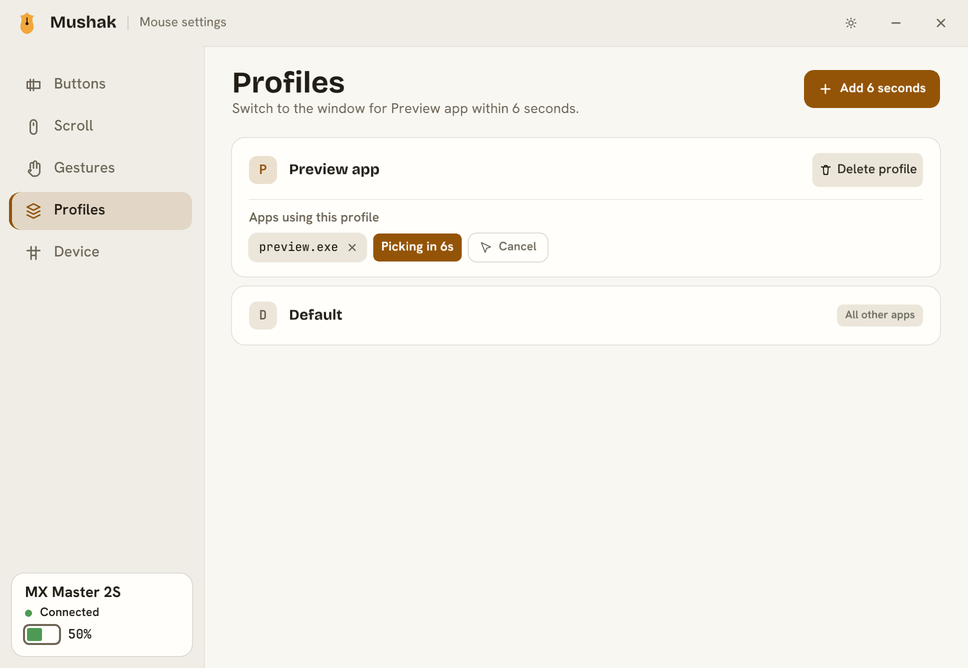 Mushak
Mouse settings
Buttons
Scroll
Gestures
Profiles
Device
MX Master 2S
Connected
50%
Profiles
Switch to the window for Preview app within 6 seconds.
Add 6 seconds
P
Preview app
Delete profile
Apps using this profile
preview.exe
Picking in 6s
Cancel
D
Default
All other apps